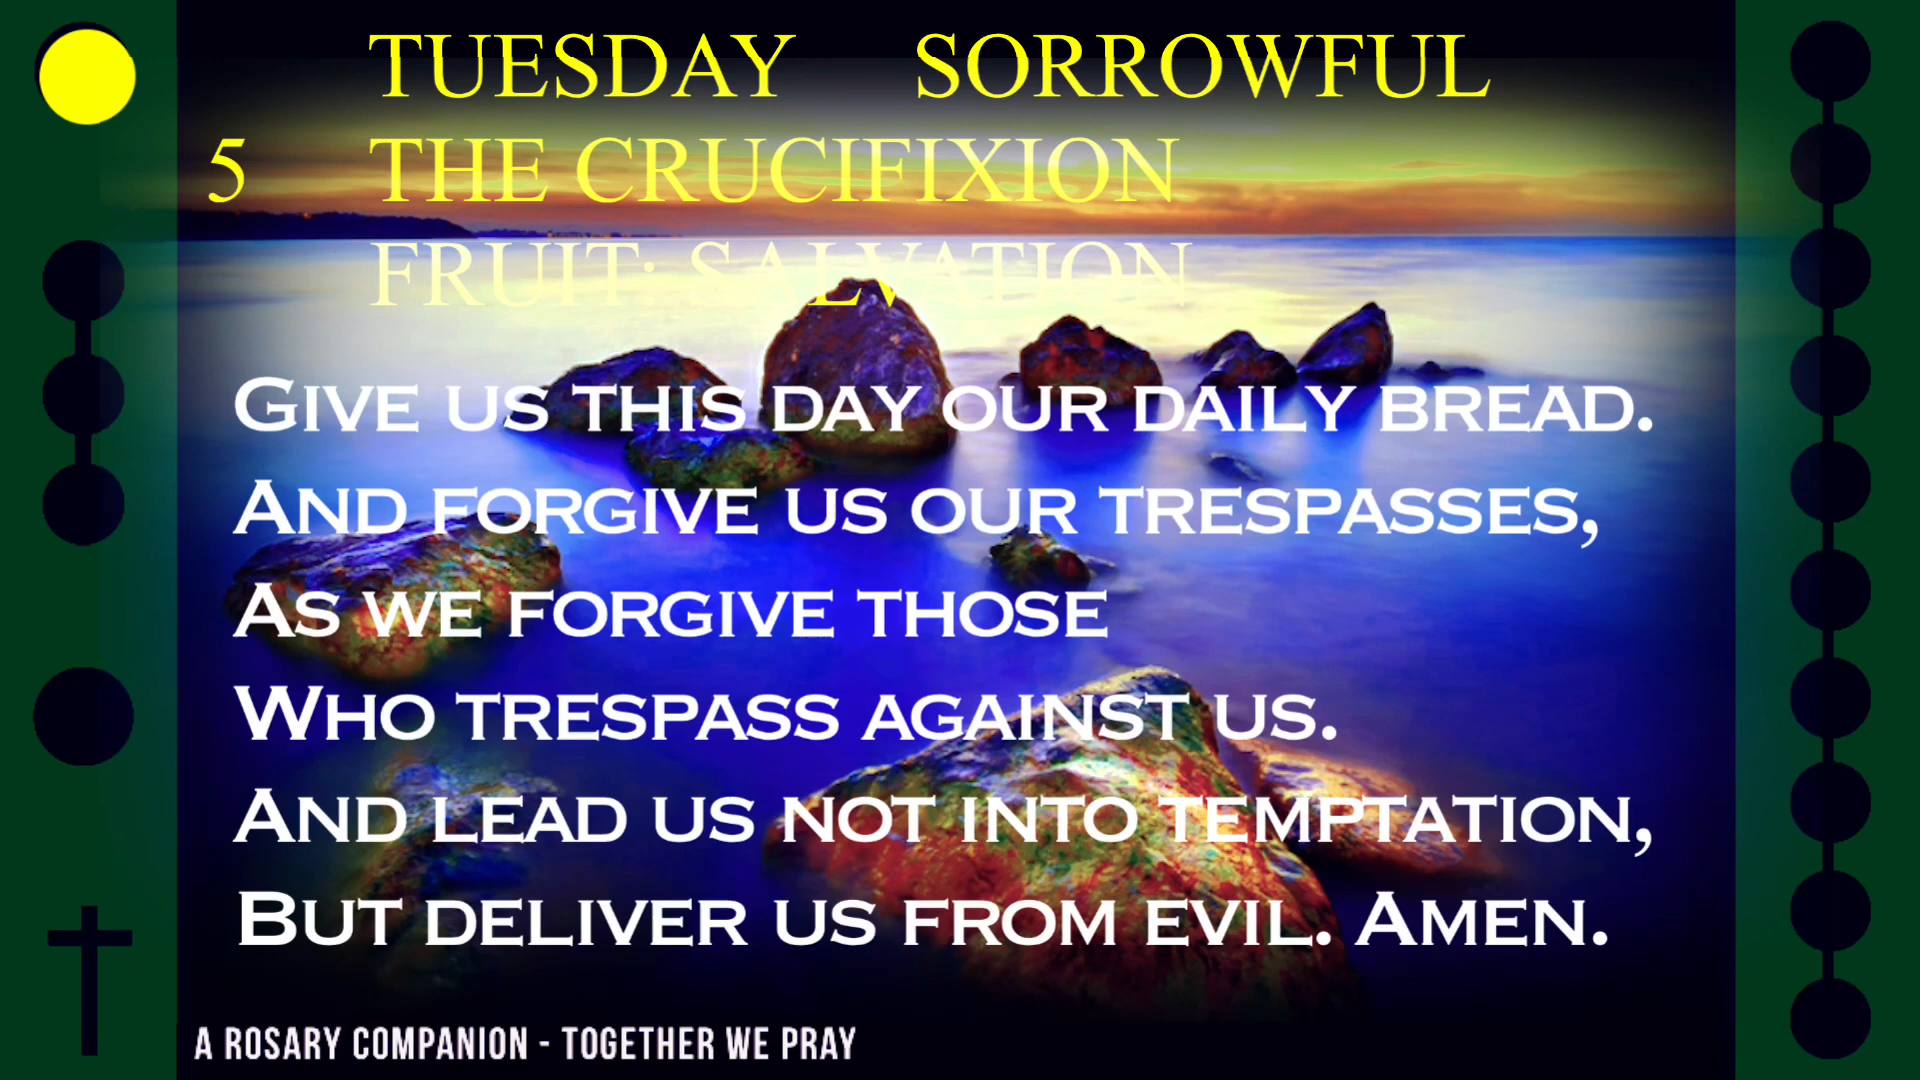 TUESDAY SORROWFUL
5 THE CRUCIFIXION
FRUIT: SALVATION
GIVE US THIS DAY OUR DAILY BREAD.
AND FORGIVE US OUR TRESPASSES,
AS WE FORGIVE THOSE
WHO TRESPASS AGAINST US.
AND LEAD US NOT INTO TEMPTATION,
BUT DELIVER US FROM EVIL. AMEN.
A ROSARY COMPANION - TOGETHER WE PRAY